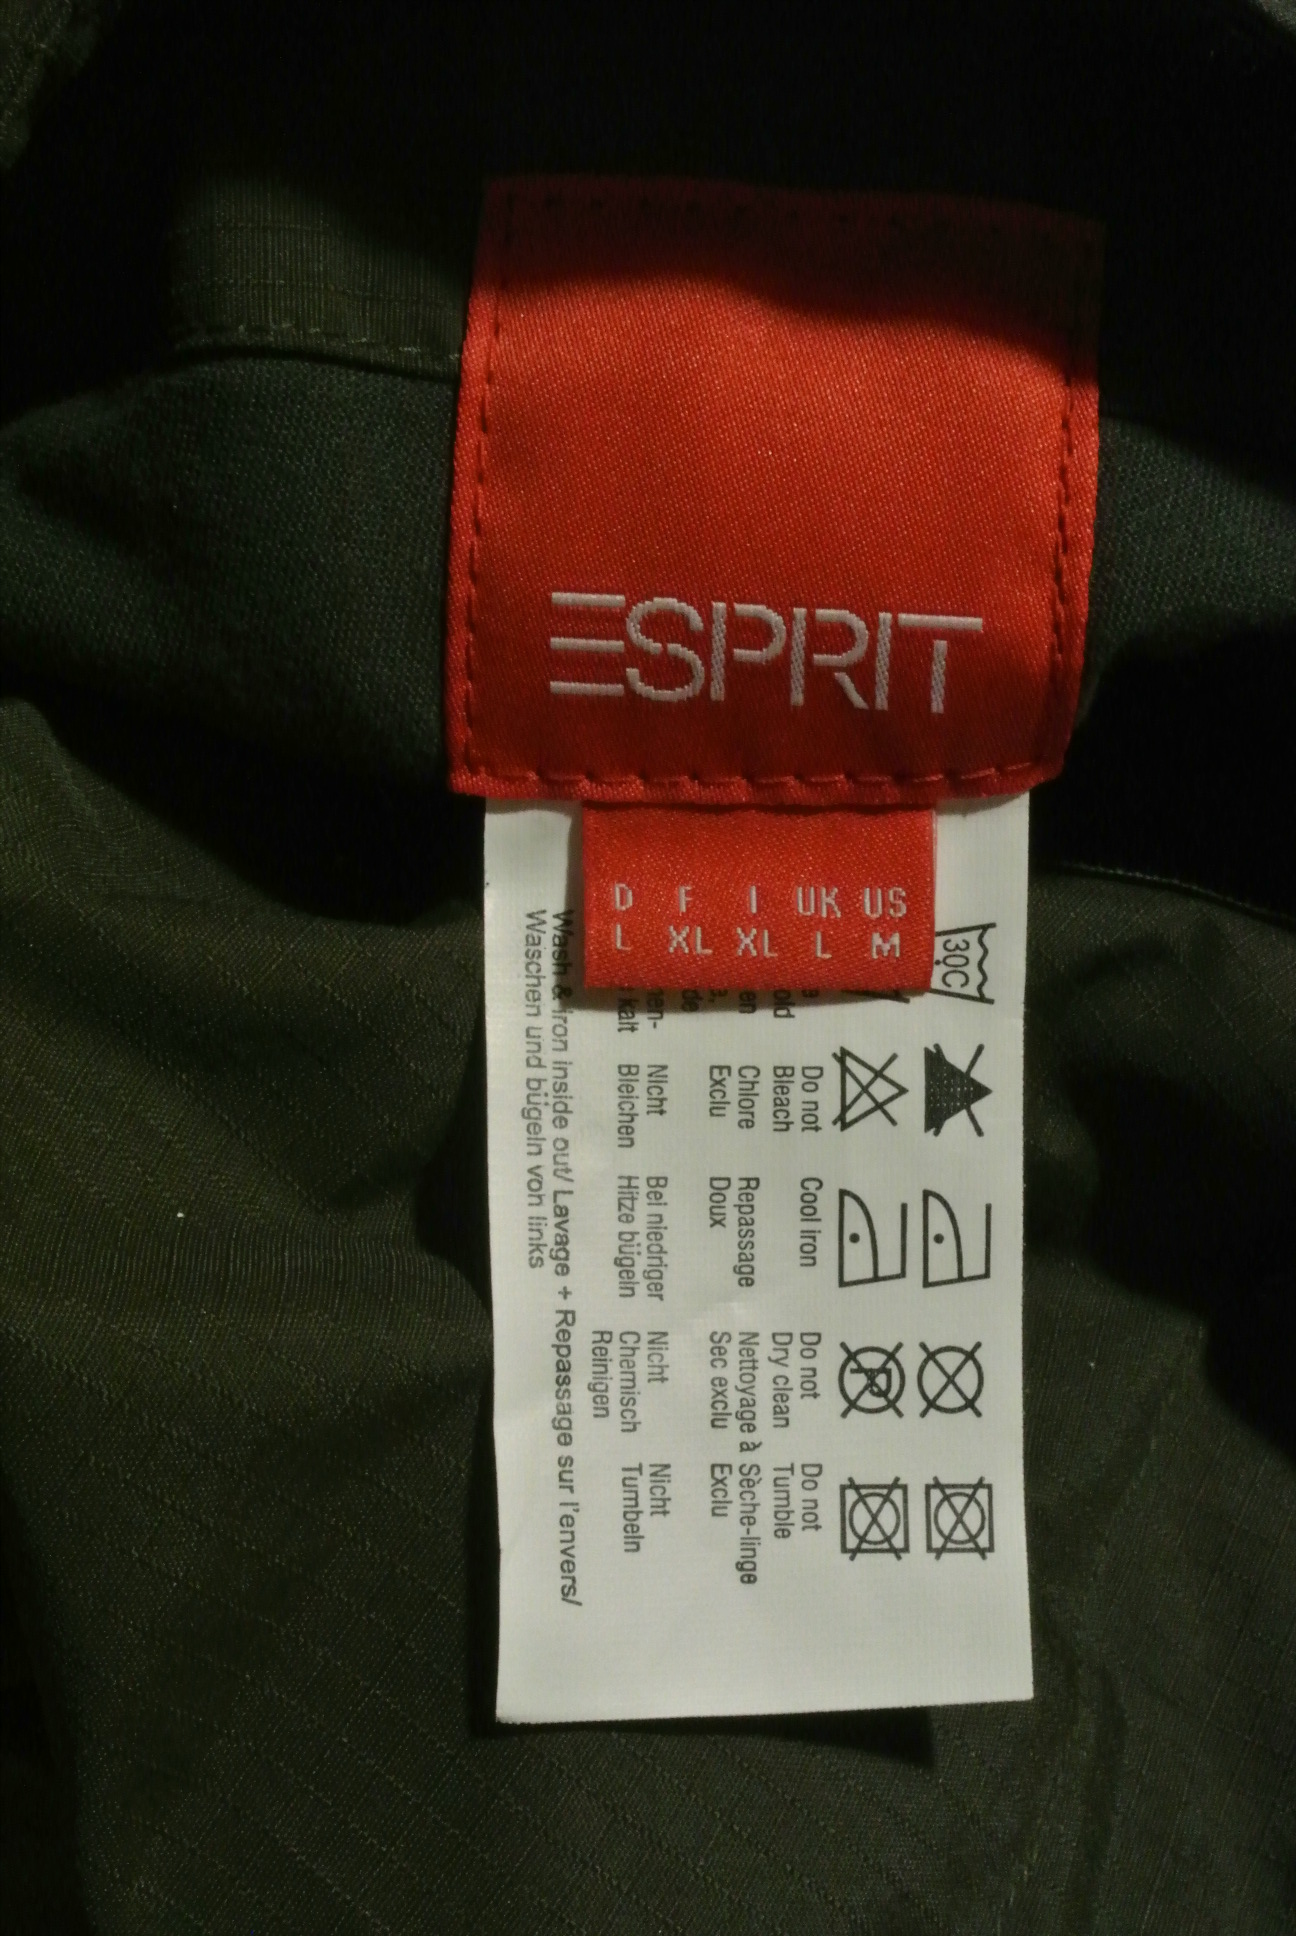 ESPRIT
D F I UK US
L XL XL L M
30°C
Do not
Bleach
Cool iron
Do not
Dry clean
Do not
Tumble
Chlore
Exclu
Repassage
Doux
Nettoyage à
Sec exclu
Sèche-linge
Exclu
kalt
Nicht
Bleichen
Bei niedriger
Hitze bügeln
Nicht
Chemisch
Reinigen
Nicht
Tumbeln
Wash & iron inside out/ Lavage + Repassage sur l'envers/
Waschen und bügeln von links